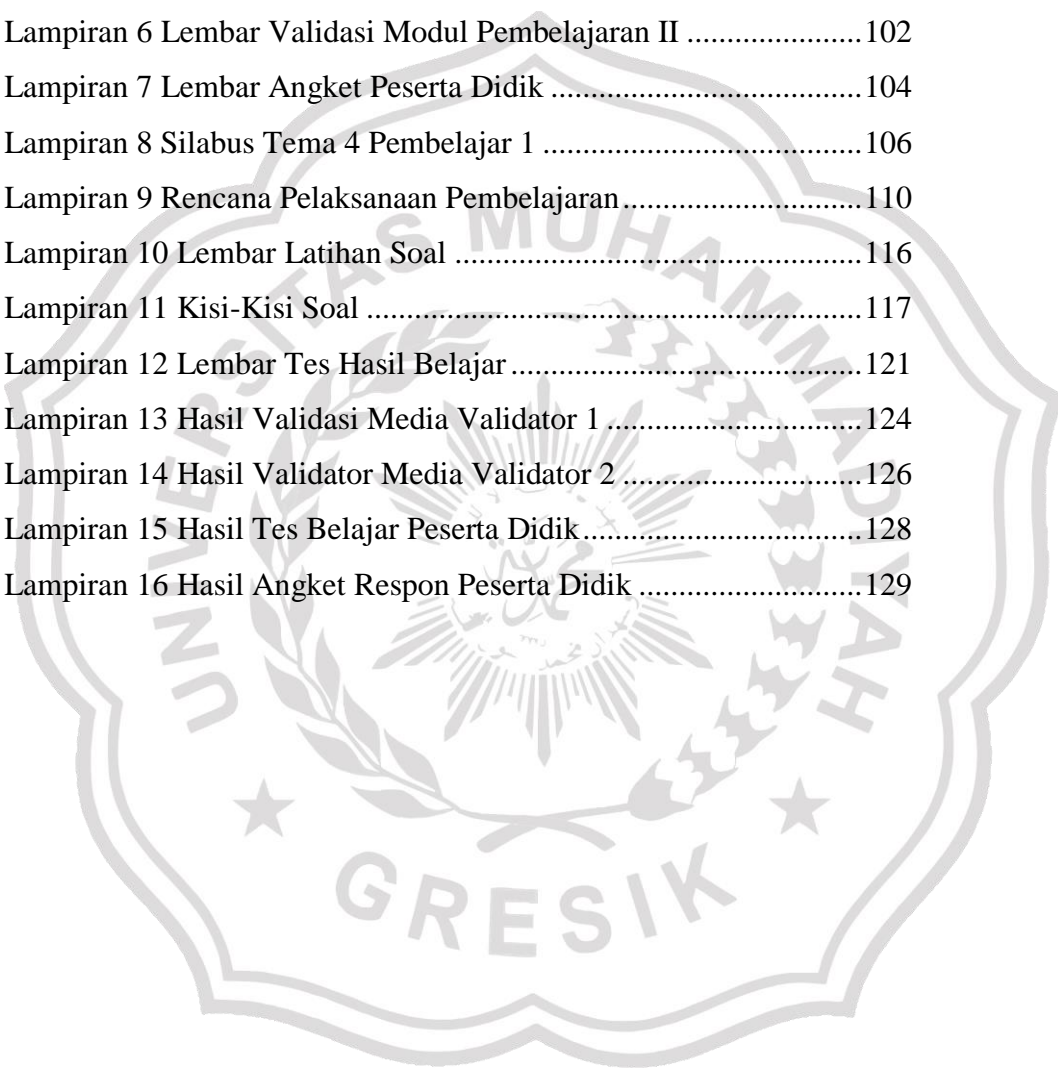 Lampiran 6 Lembar Validasi Modul Pembelajaran II ......................102
Lampiran 7 Lembar Angket Peserta Didik .......................................104
Lampiran 8 Silabus Tema 4 Pembelajar 1 ........................................106
Lampiran 9 Rencana Pelaksanaan Pembelajaran..............................110
Lampiran 10 Lembar Latihan Soal ...................................................116
Lampiran 11 Kisi-Kisi Soal ..............................................................117
Lampiran 12 Lembar Tes Hasil Belajar............................................121
Lampiran 13 Hasil Validasi Media Validator 1 ................................124
Lampiran 14 Hasil Validator Media Validator 2 ..............................126
Lampiran 15 Hasil Tes Belajar Peserta Didik...................................128
Lampiran 16 Hasil Angket Respon Peserta Didik ............................129
UNIVERSITAS MUHAMMADIYAH
GRESIK